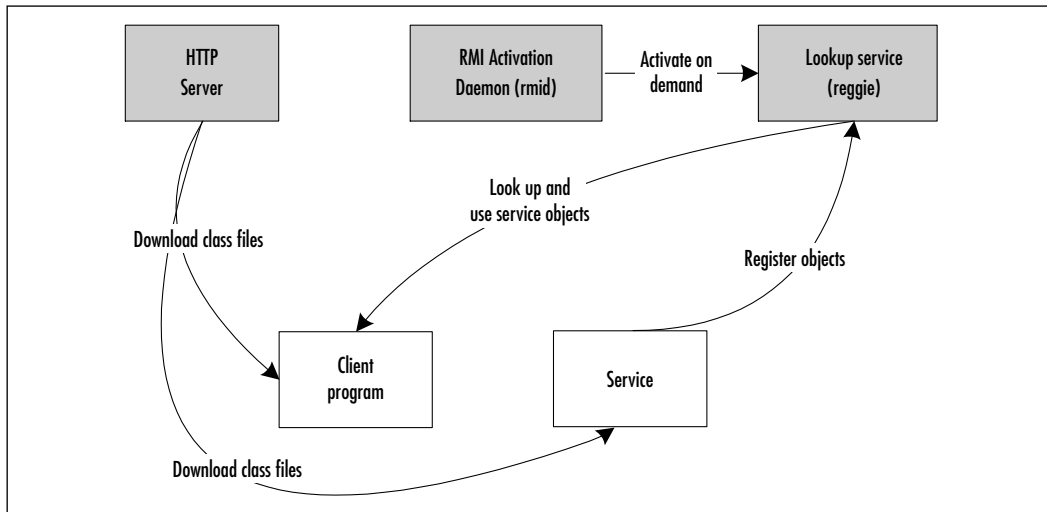 HTTP
Server
RMI Activation
Daemon (rmid)
Activate on
demand
Lookup service
(reggie)
Look up and
use service objects
Download class files
Register objects
Client
program
Service
Download class files